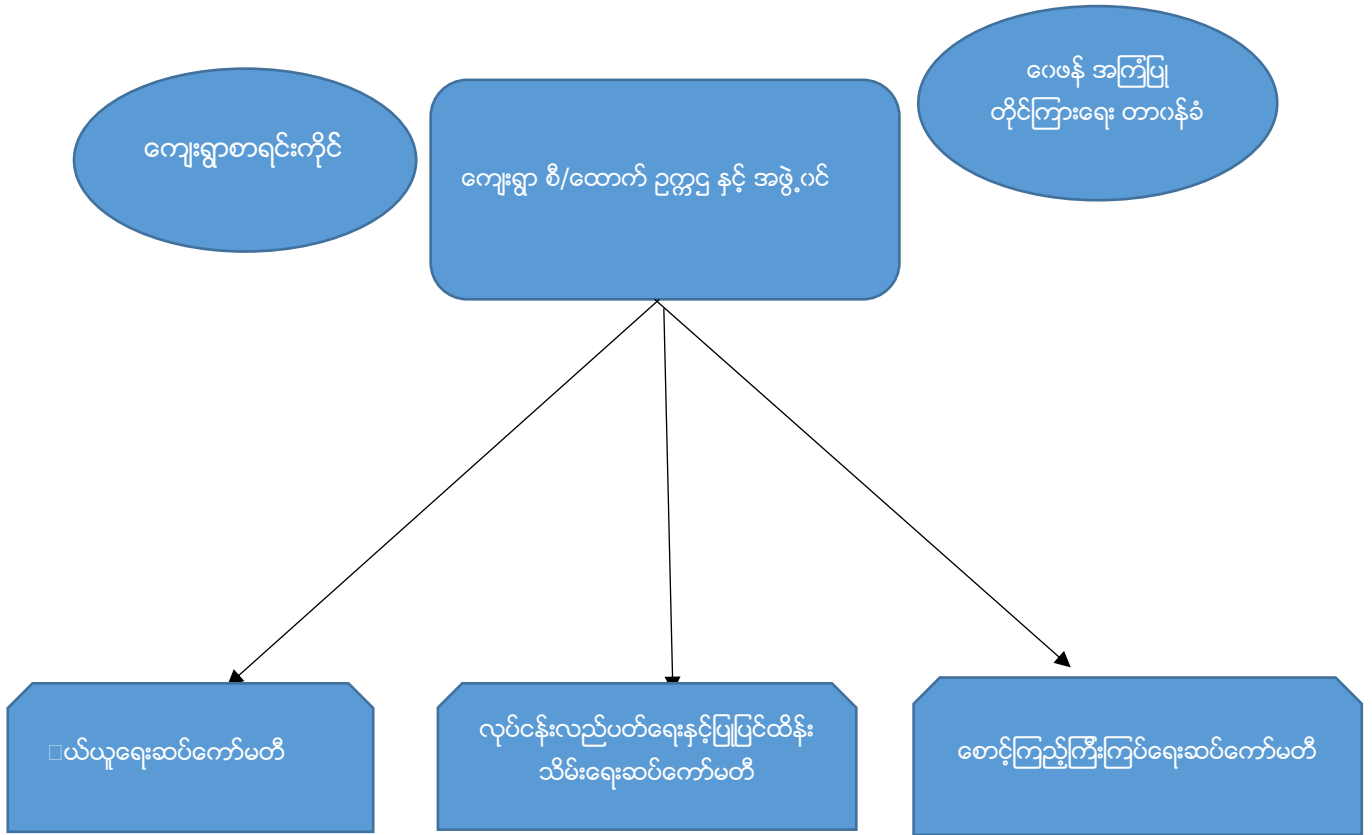 ကျေးရွာစာရင်းကိုင်
ကျေးရွာ စီ/ထောက် ဥက္ကဌ နှင့် အဖွဲ့ဝင်
ဝေဖန် အကြံပြု
တိုင်ကြားရေး တာဝန်ခံ
□ယ်ယူရေးဆပ်ကော်မတီ
လုပ်ငန်းလည်ပတ်ရေးနှင့်ပြုပြင်ထိန်း
သိမ်းရေးဆပ်ကော်မတီ
စောင့်ကြည့်ကြီးကြပ်ရေးဆပ်ကော်မတီ